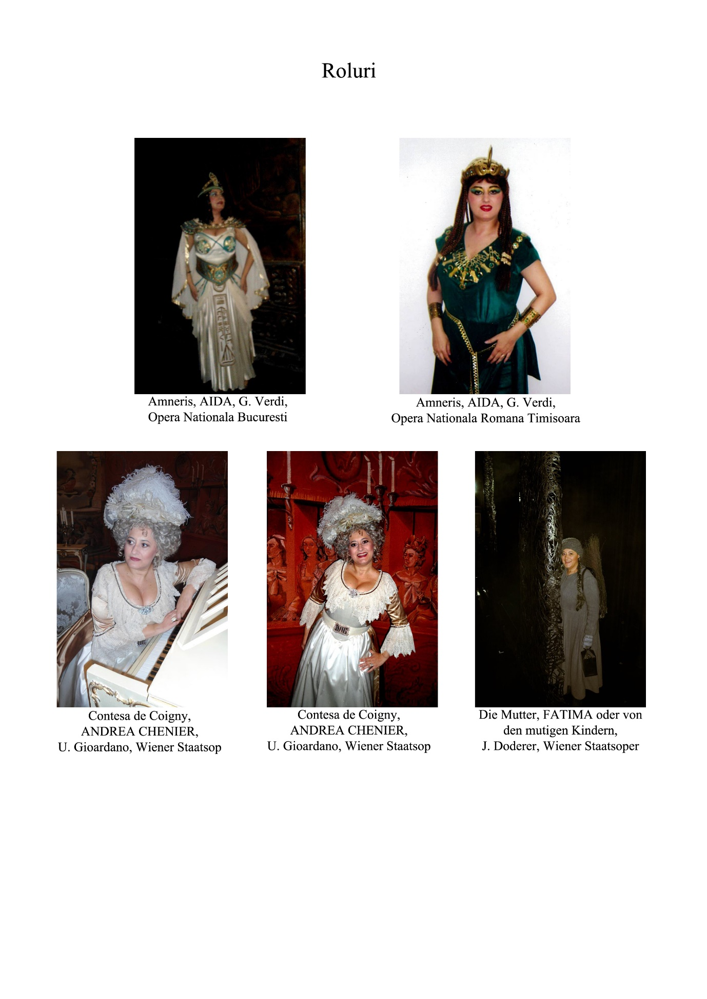 Roluri
Amneris, AIDA, G. Verdi,
Opera Nationala Bucuresti
Amneris, AIDA, G. Verdi,
Opera Nationala Romana Timisoara
Contesa de Coigny,
ANDREA CHENIER,
U. Gioardano, Wiener Staatsop
Contesa de Coigny,
ANDREA CHENIER,
U. Gioardano, Wiener Staatsop
Die Mutter, FATIMA oder von
den mutigen Kindern,
J. Doderer, Wiener Staatsoper